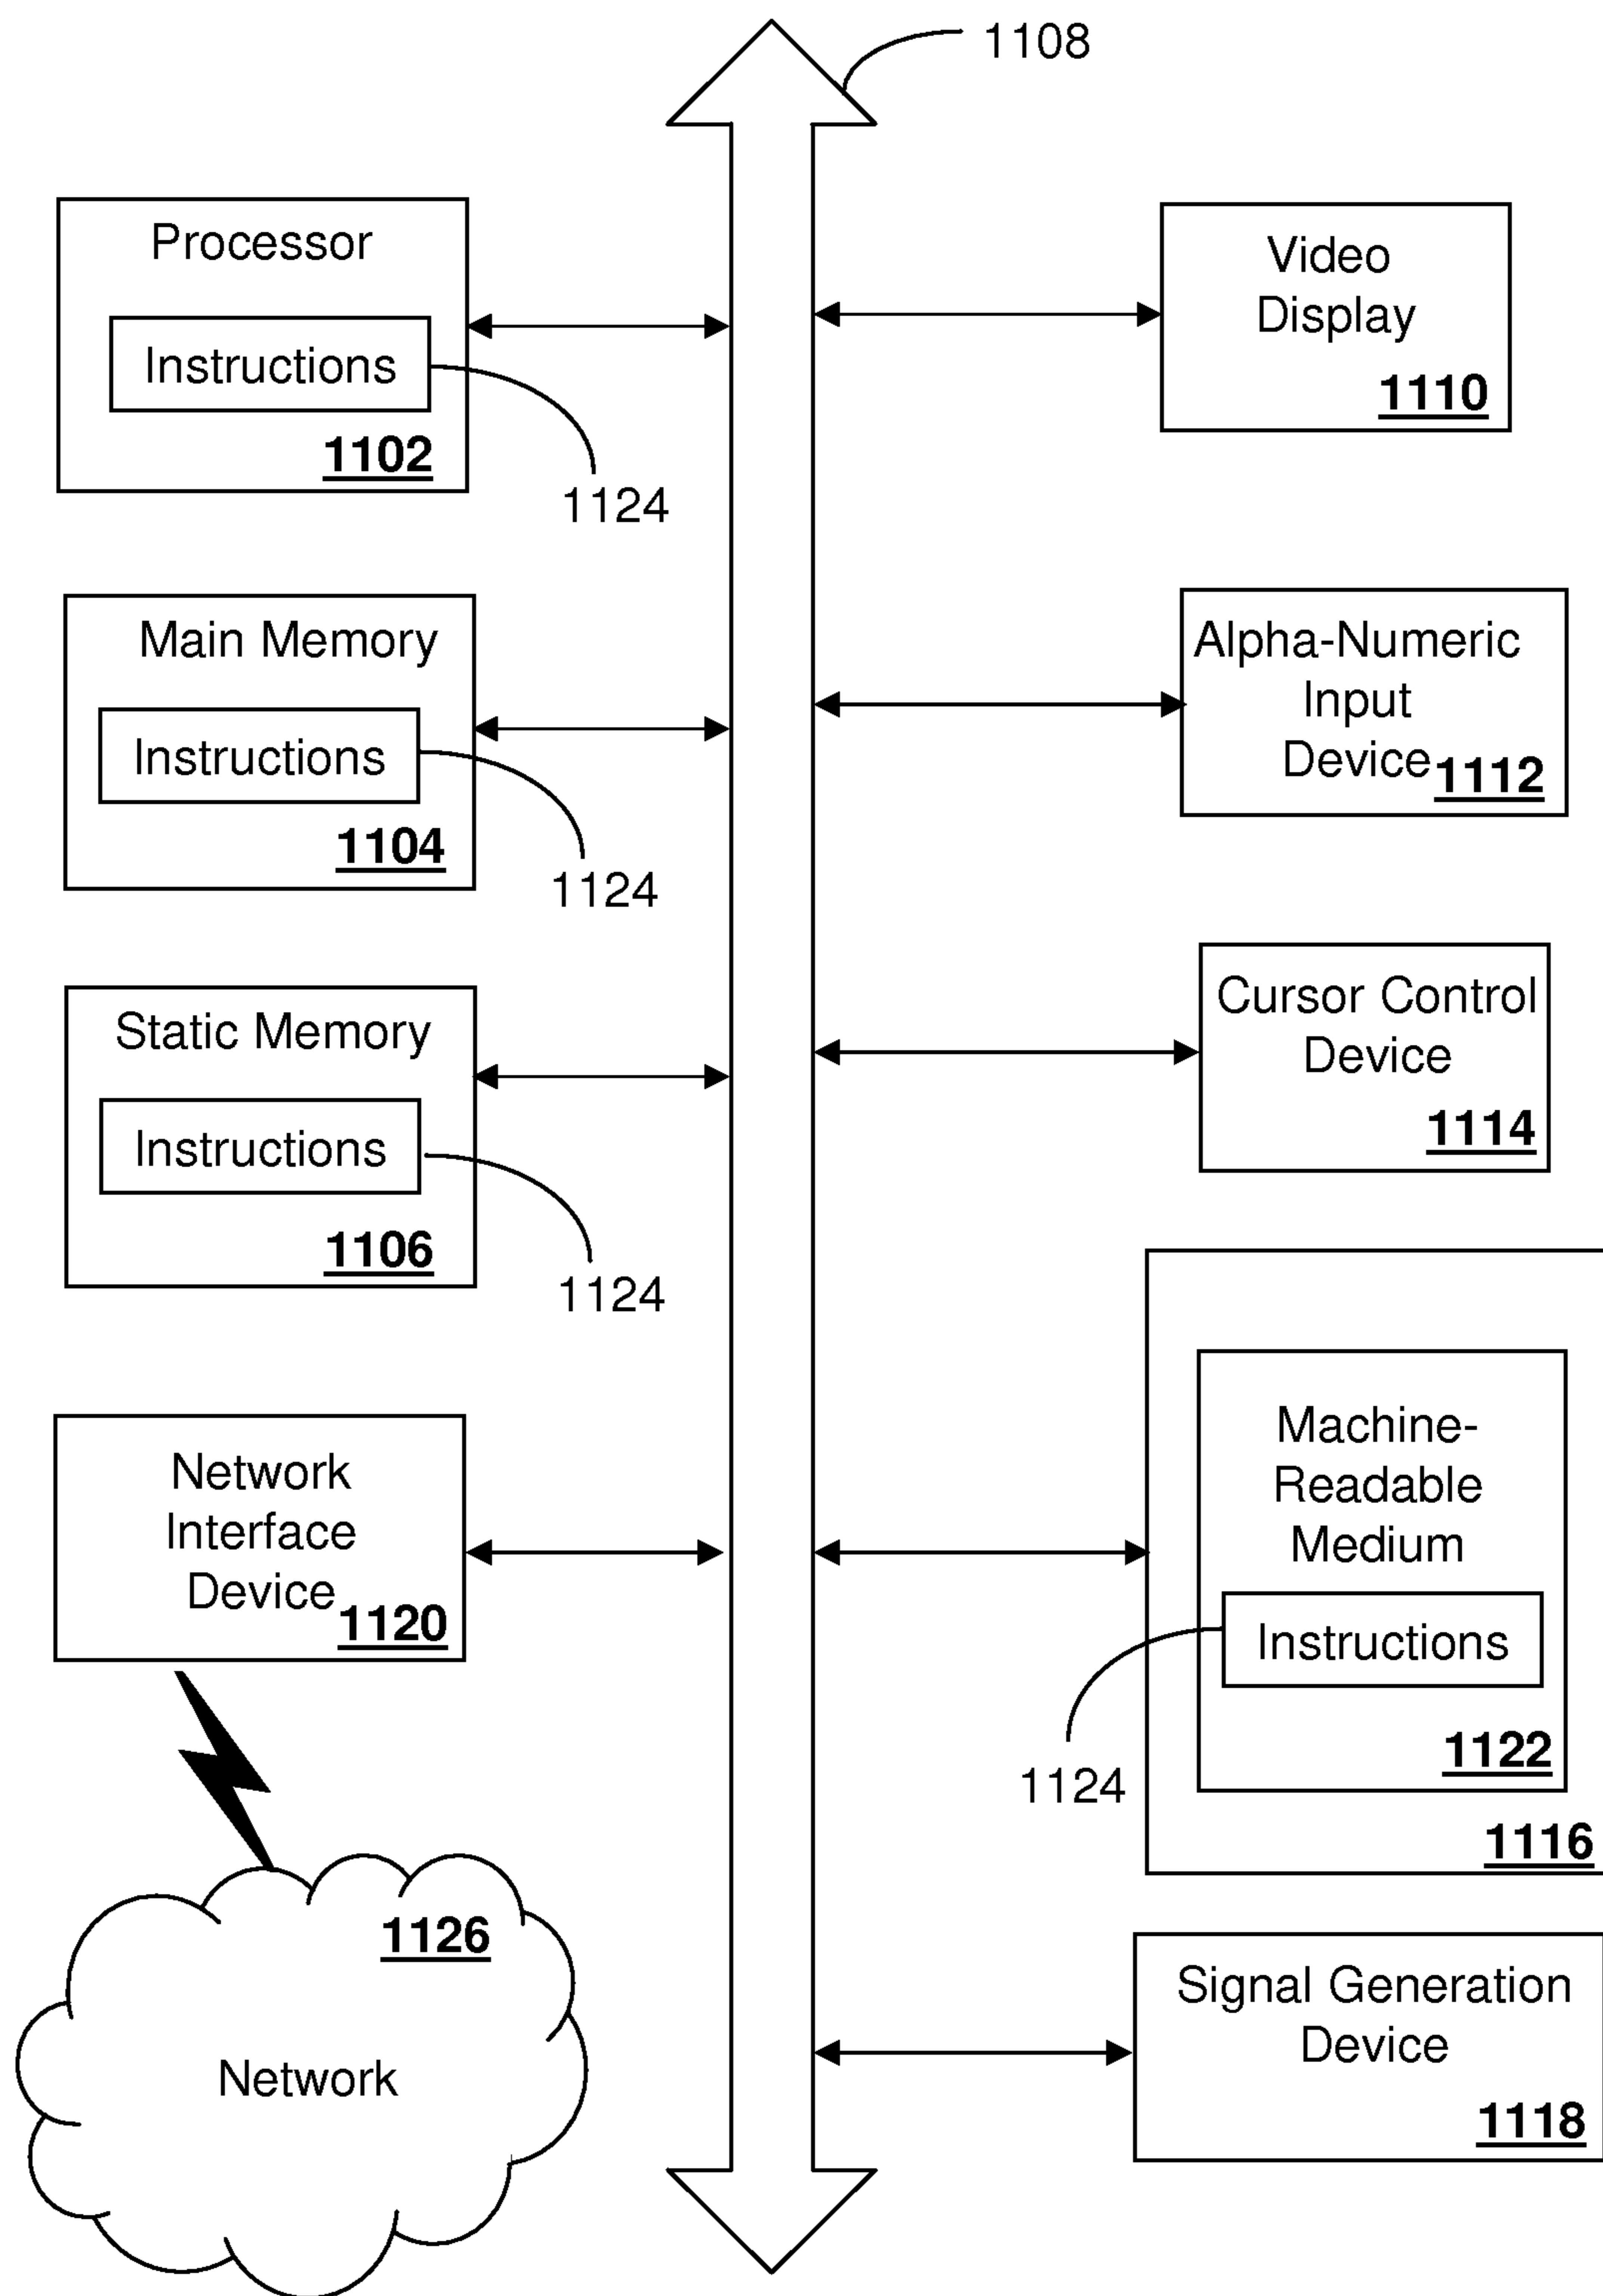 1108
Processor
Instructions
1102
1124
Main Memory
Instructions
1104
1124
Static Memory
Instructions
1106
1124
Network
Interface
Device
1120
1126
Network
Video
Display
1110
Alpha-Numeric
Input
Device
1112
Cursor Control
Device
1114
Machine-
Readable
Medium
Instructions
1122
1124
1116
Signal Generation
Device
1118